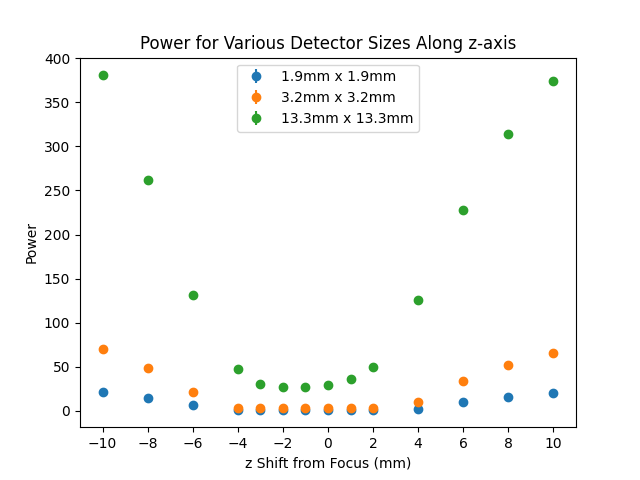 Power for Various Detector Sizes Along z-axis
1.9mm x 1.9mm
3.2mm x 3.2mm
13.3mm x 13.3mm
400
350
300
250
200
150
100
50
0
Power
−10 −8 −6 −4 −2 0 2 4 6 8 10
z Shift from Focus (mm)